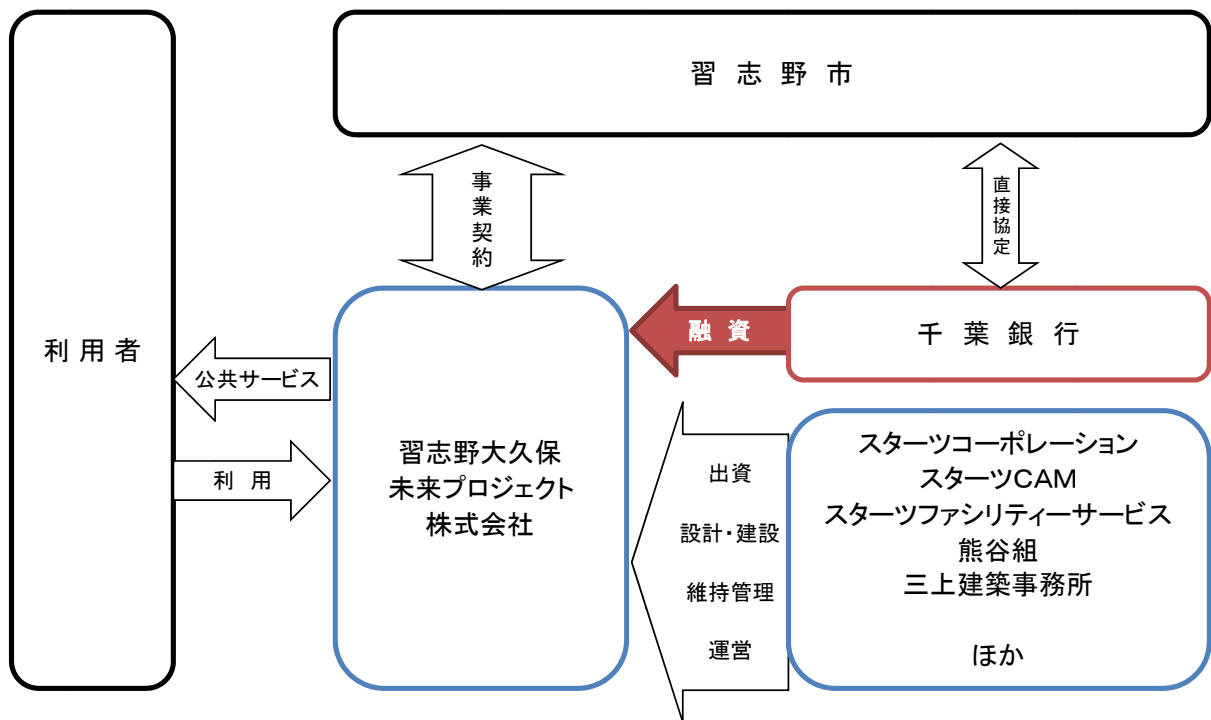 習志野市
事業契約
直接協定
利用者
公共サービス
利用
習志野大久保
未来プロジェクト
株式会社
融資
千葉銀行
出資
設計・建設
維持管理
運営
スターツコーポレーション
スターツCAM
スターツファシリティーサービス
熊谷組
三上建築事務所
ほか